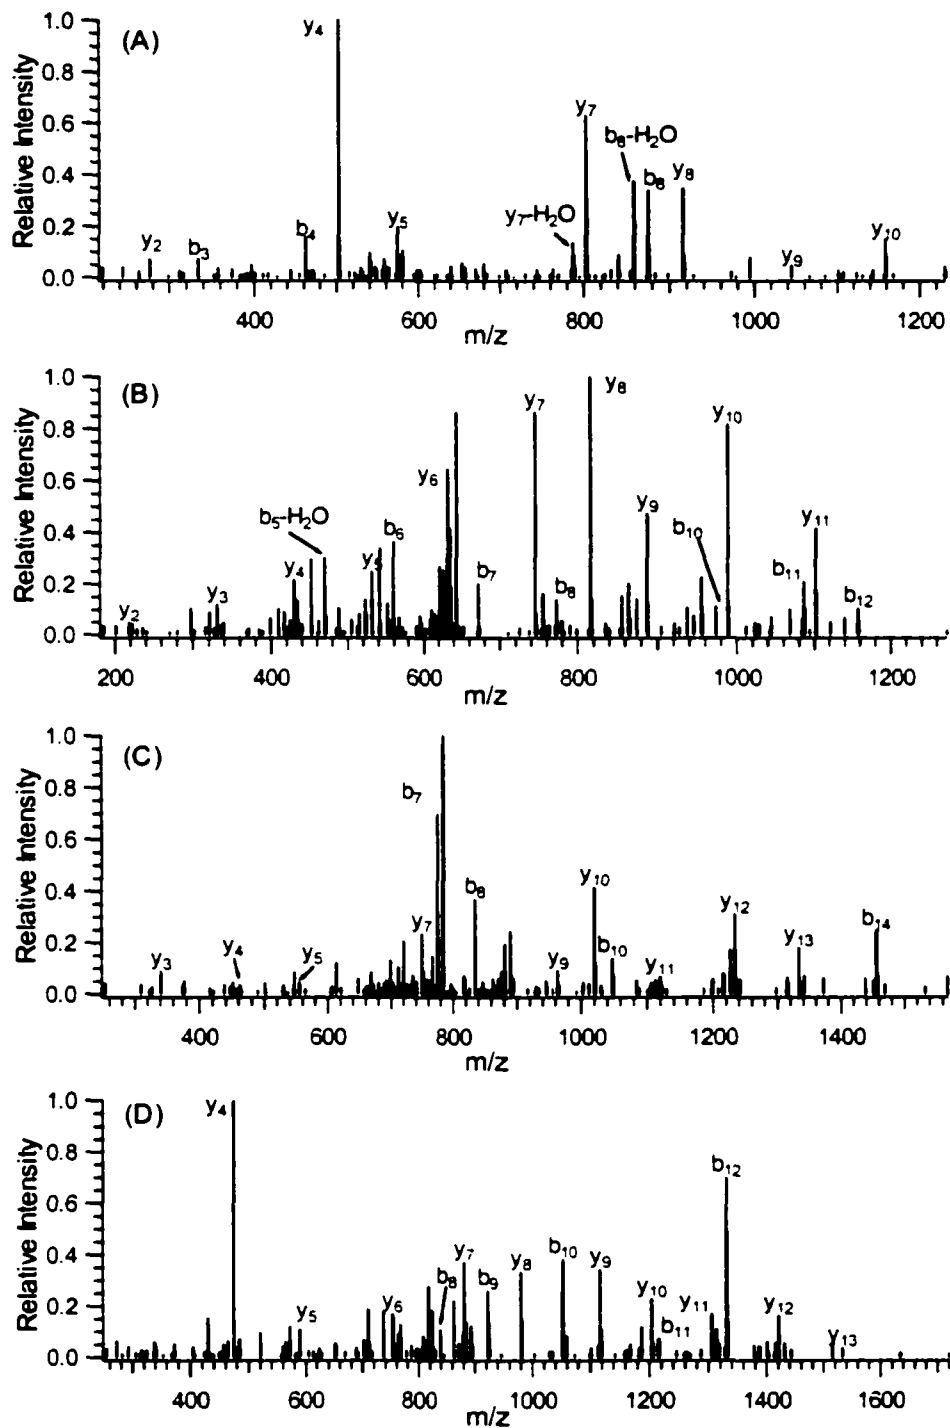 (A)
Relative Intensity
1.0
0.8
0.6
0.4
0.2
0.0
y4
y7
b8-H2O
b8
y8
y7-H2O
y2
b3
b4
y5
y9
y10
400 600 800 1000 1200
m/z
(B)
Relative Intensity
1.0
0.8
0.6
0.4
0.2
0.0
y8
y7
y10
y6
y9
b5-H2O
b6
b10
y11
y4
y5
b7
b8
b11
b12
y2
y3
200 400 600 800 1000 1200
m/z
(C)
Relative Intensity
1.0
0.8
0.6
0.4
0.2
0.0
b7
b8
y10
y12
y7
b14
y13
y3
y4
y5
y9
b10
y11
400 600 800 1000 1200 1400
m/z
(D)
Relative Intensity
1.0
0.8
0.6
0.4
0.2
0.0
y4
b12
y7
b8
b9
y8
b10
y9
y5
y6
y10
b11
y11
y12
y13
400 600 800 1000 1200 1400 1600
m/z